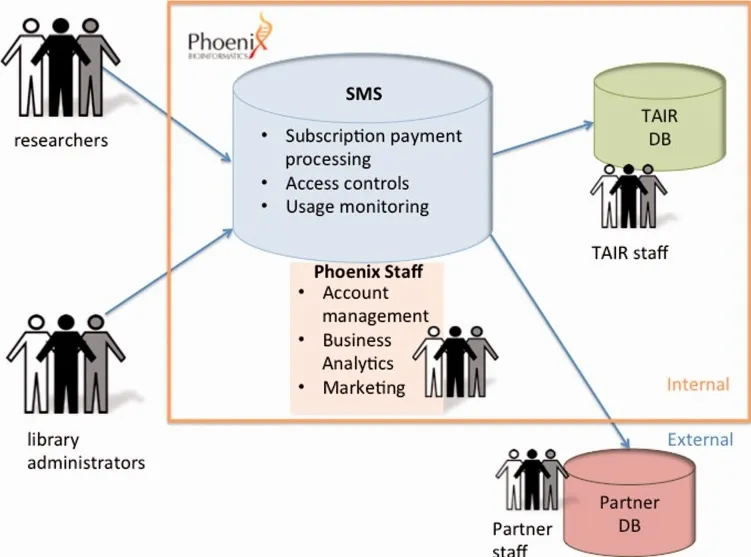 Phoenix
BIOINFORMATICS
researchers
SMS
• Subscription payment
processing
• Access controls
• Usage monitoring
TAIR
DB
TAIR staff
Phoenix Staff
• Account
management
• Business
Analytics
• Marketing
Internal
External
library
administrators
Partner
DB
Partner
staff